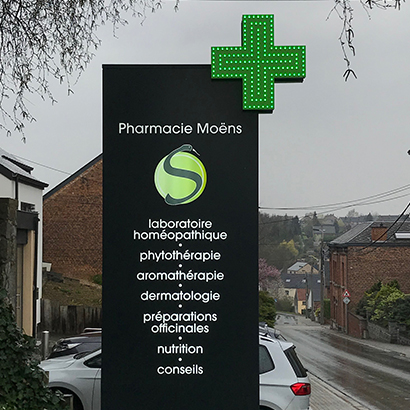 Pharmacie Moëns
laboratoire
homéopathique
•
phytothérapie
•
aromathérapie
•
dermatologie
•
préparations
officinales
•
nutrition
•
conseils